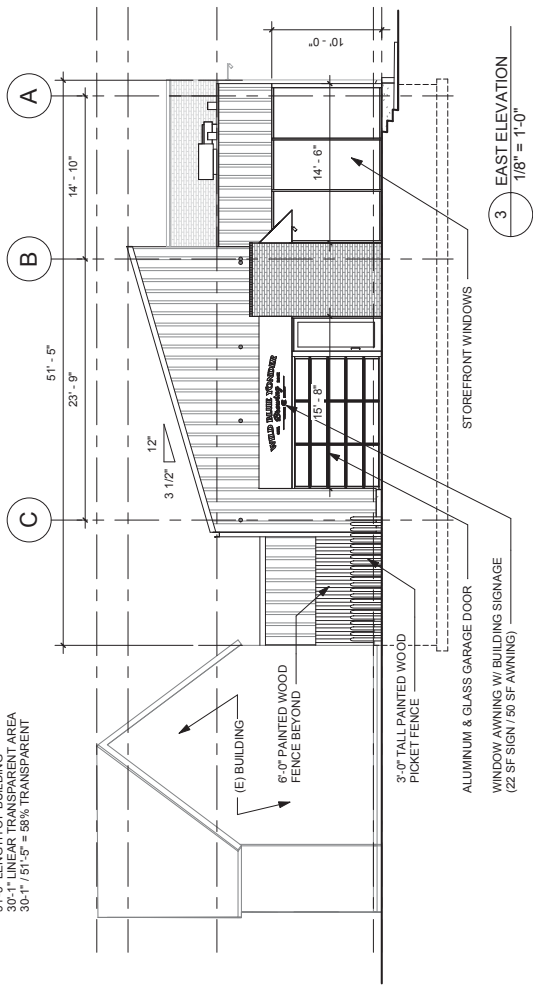 30'-1" LINEAR TRANSPARENT AREA
30-1" / 51'-5" = 58% TRANSPARENT
C
B
A
51' - 5"
23' - 9"
14' - 10"
12"
3 1/2"
10' - 0"
14' - 6"
15' - 8"
WILD BLUE YONDER
(E) BUILDING
6'-0" PAINTED WOOD
FENCE BEYOND
3'-0" TALL PAINTED WOOD
PICKET FENCE
ALUMINUM & GLASS GARAGE DOOR
WINDOW AWNING W/ BUILDING SIGNAGE
(22 SF SIGN / 50 SF AWNING)
STOREFRONT WINDOWS
3
EAST ELEVATION
1/8" = 1'-0"